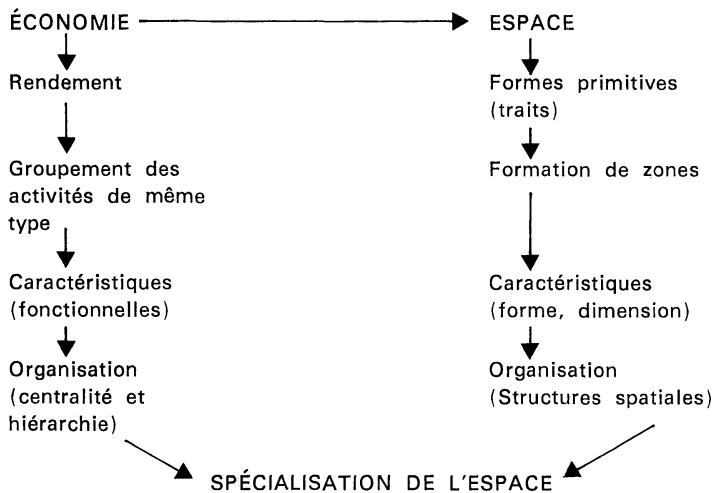 ÉCONOMIE
Rendement
Groupement des
activités de même
type
Caractéristiques
(fonctionnelles)
Organisation
(centralité et
hiérarchie)
ESPACE
Formes primitives
(traits)
Formation de zones
Caractéristiques
(forme, dimension)
Organisation
(Structures spatiales)
SPÉCIALISATION DE L'ESPACE